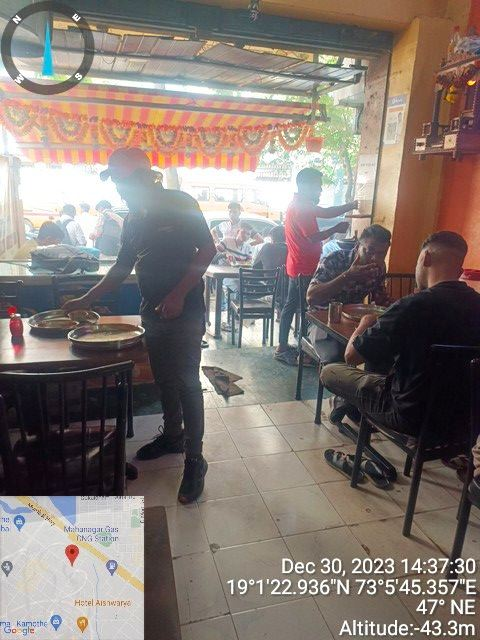 N
E
S
W
Mahanagar Gas
CNG Station
Hotel Aishwarya
Kamothe
Google
Dec 30, 2023 14:37:30
19°1'22.936"N 73°5'45.357"E
47° NE
Altitude:-43.3m